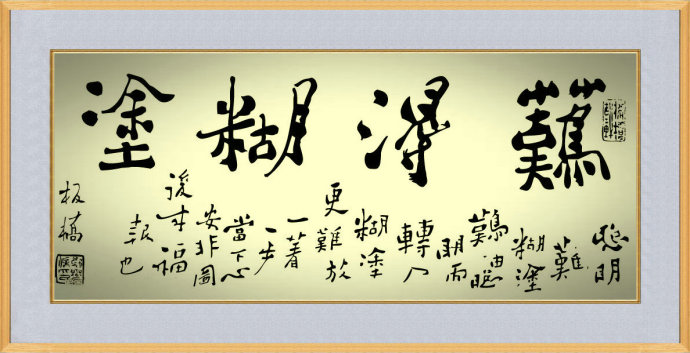 難得糊塗
聰明
難
糊塗
難由聰
明而
轉入
糊塗
更難放
一著
一步
當下心
安非圖
後來福
報也
板橋